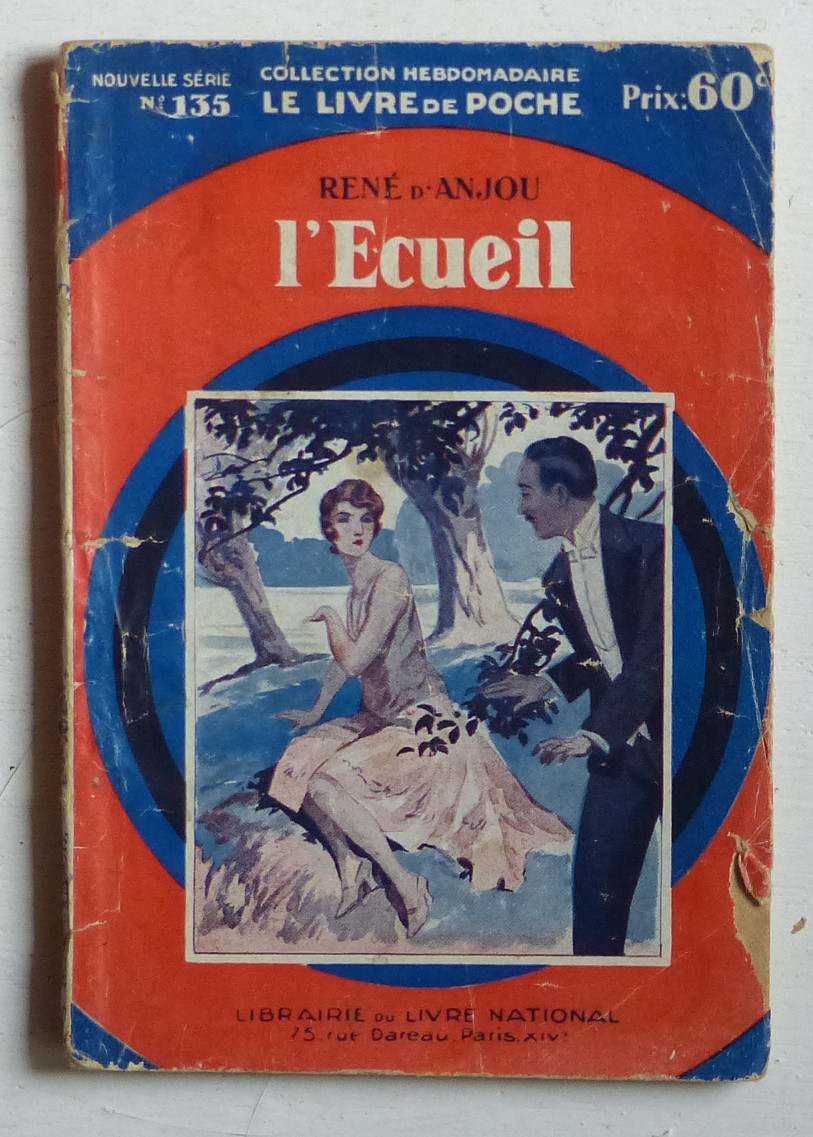 NOUVELLE SÉRIE
Nº 135
COLLECTION HEBDOMADAIRE
LE LIVRE DE POCHE
Prix: 60c
RENÉ D'ANJOU
l'Ecueil
LIBRAIRIE DU LIVRE NATIONAL
75, rue Dareau, Paris, XIVe